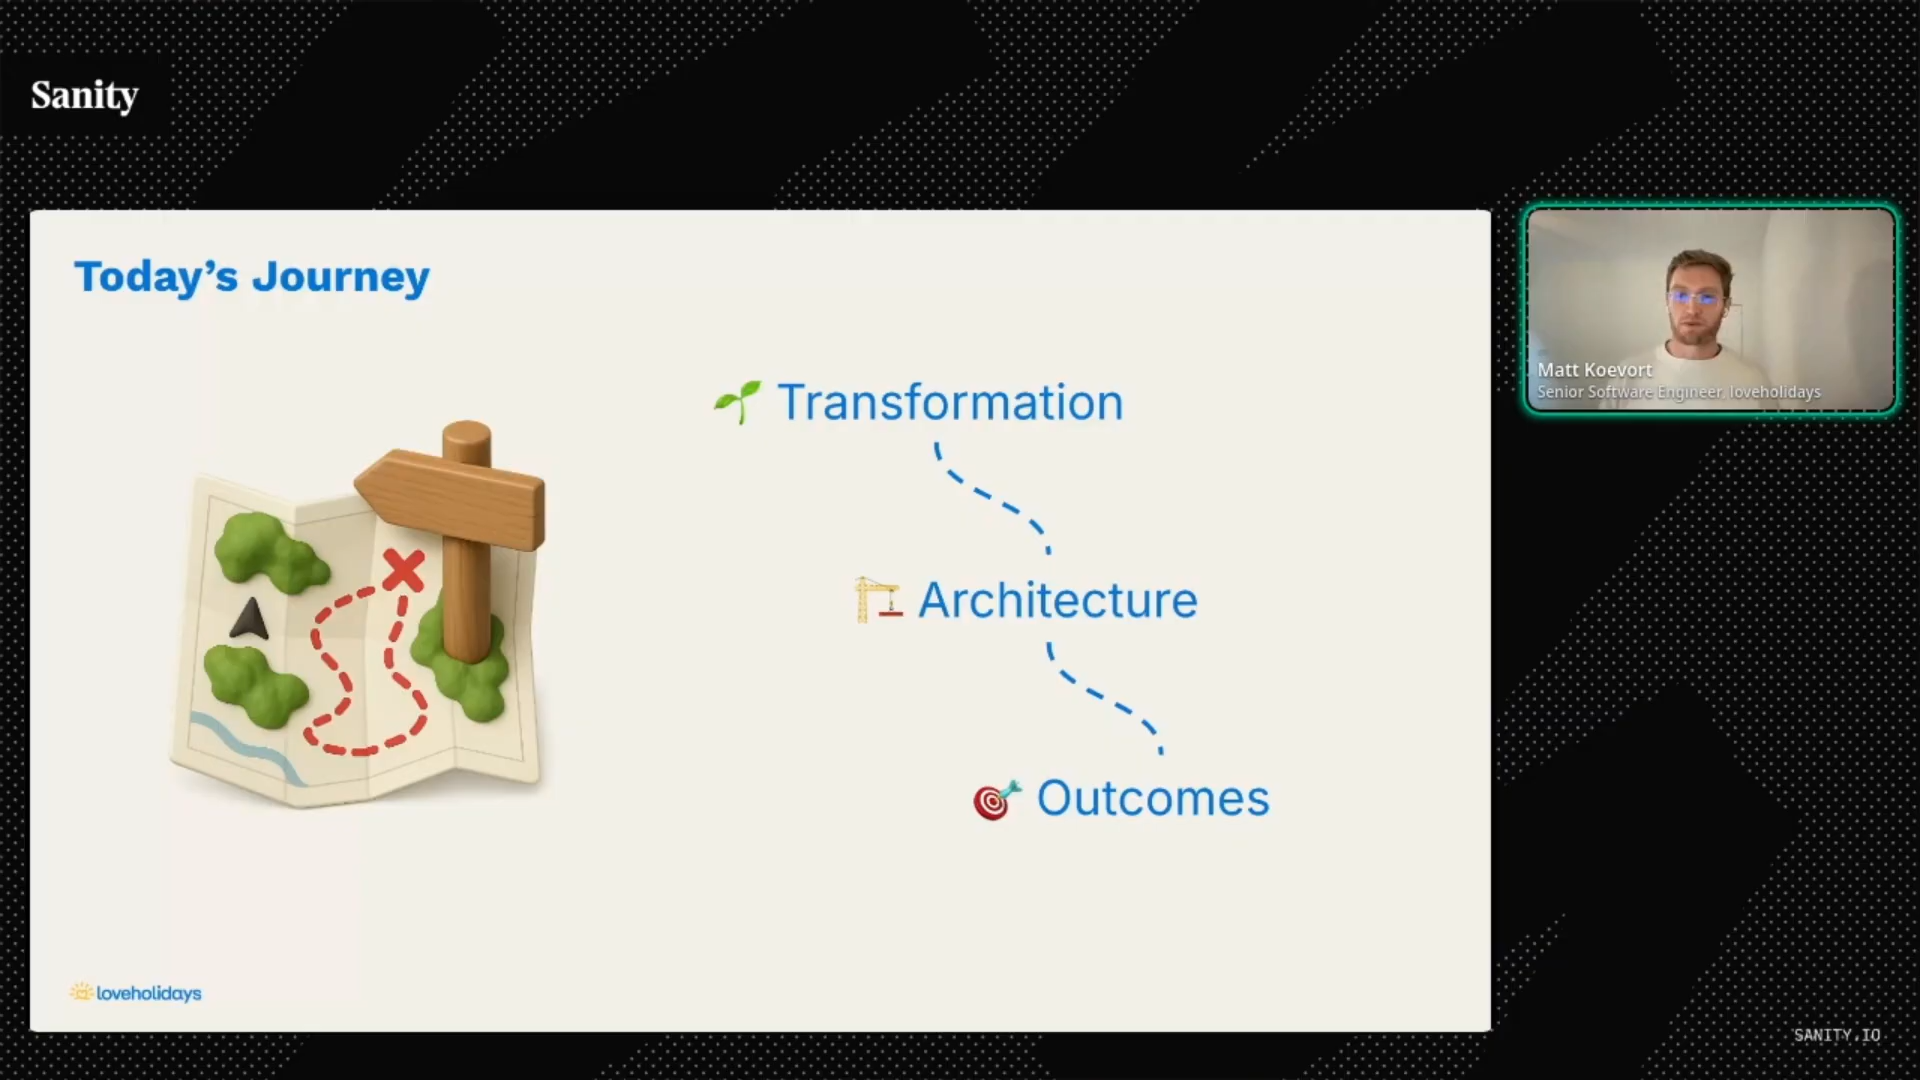 Sanity
Today's Journey
Transformation
Architecture
Outcomes
loveholidays
Matt Koevort
Senior Software Engineer, loveholidays
SANITY.IO